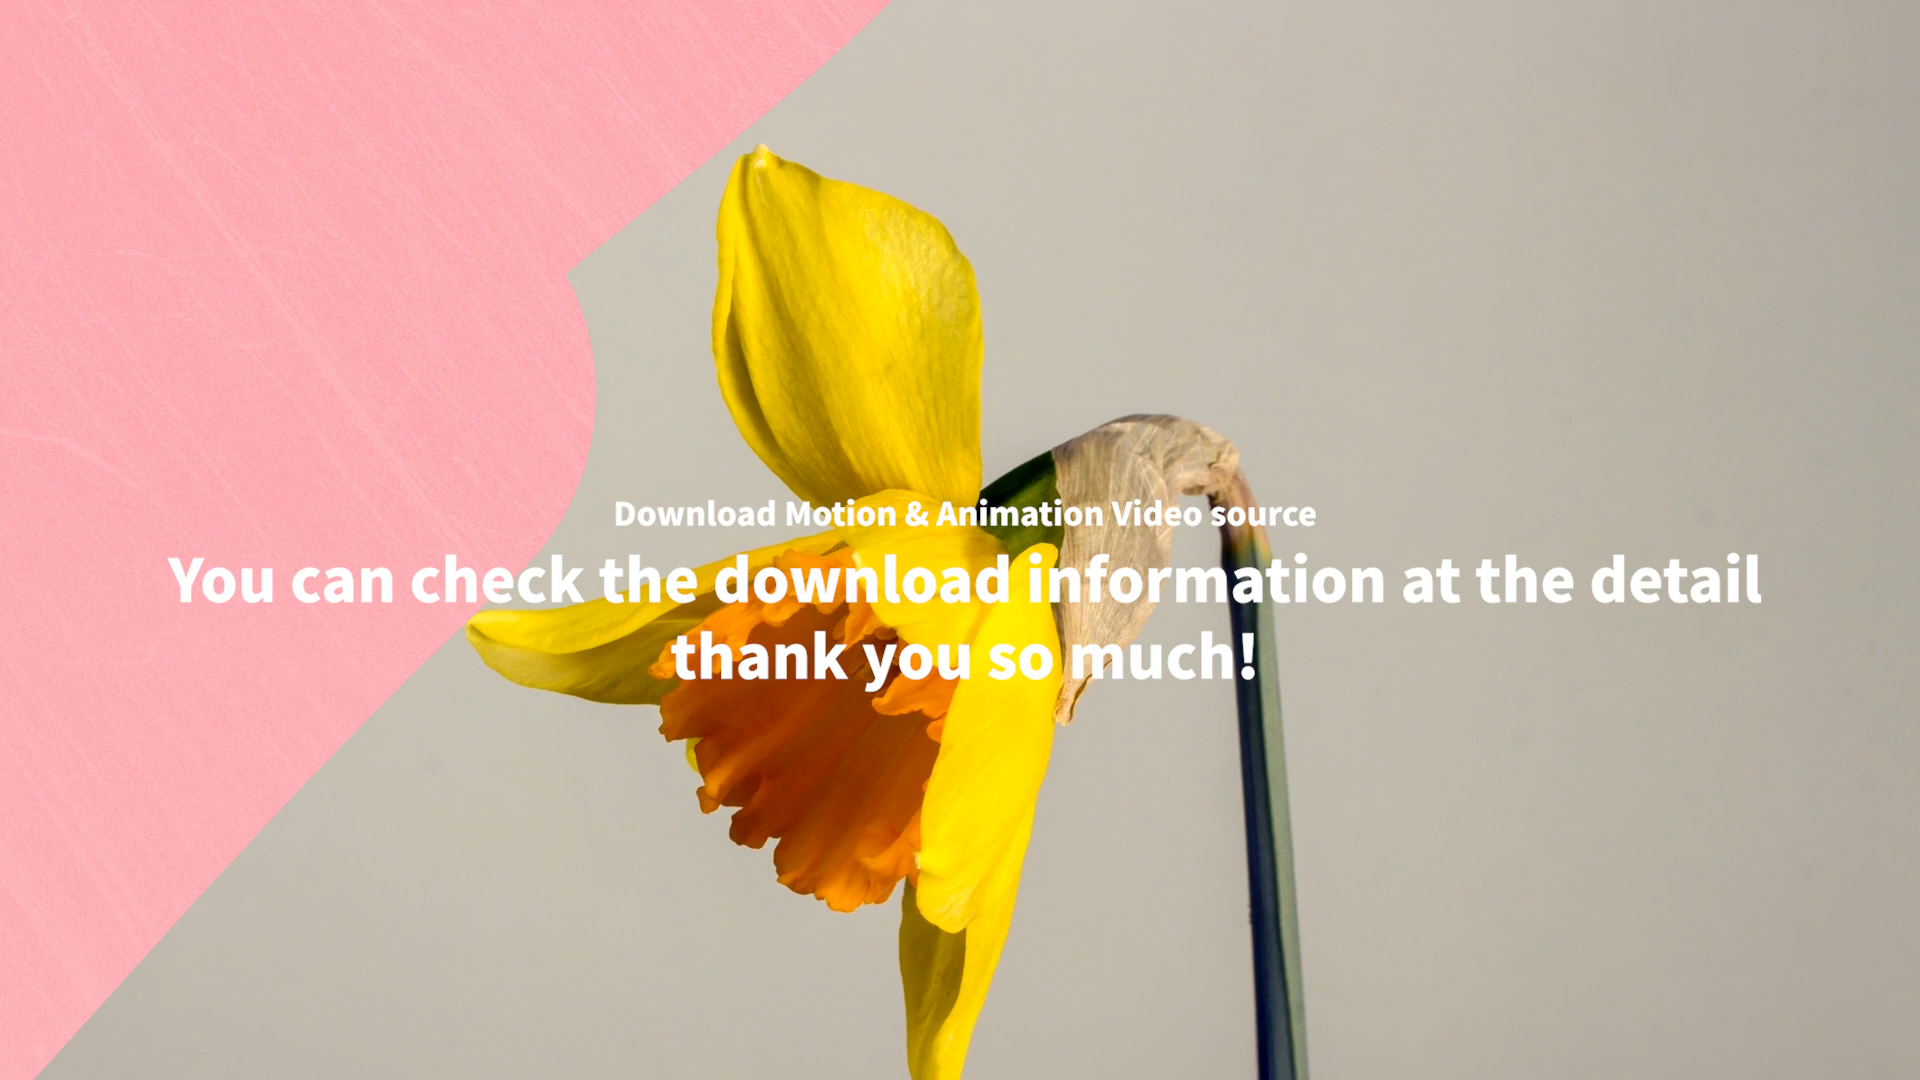 Download Motion & Animation Video source
You can check the download information at the detail
thank you so much!